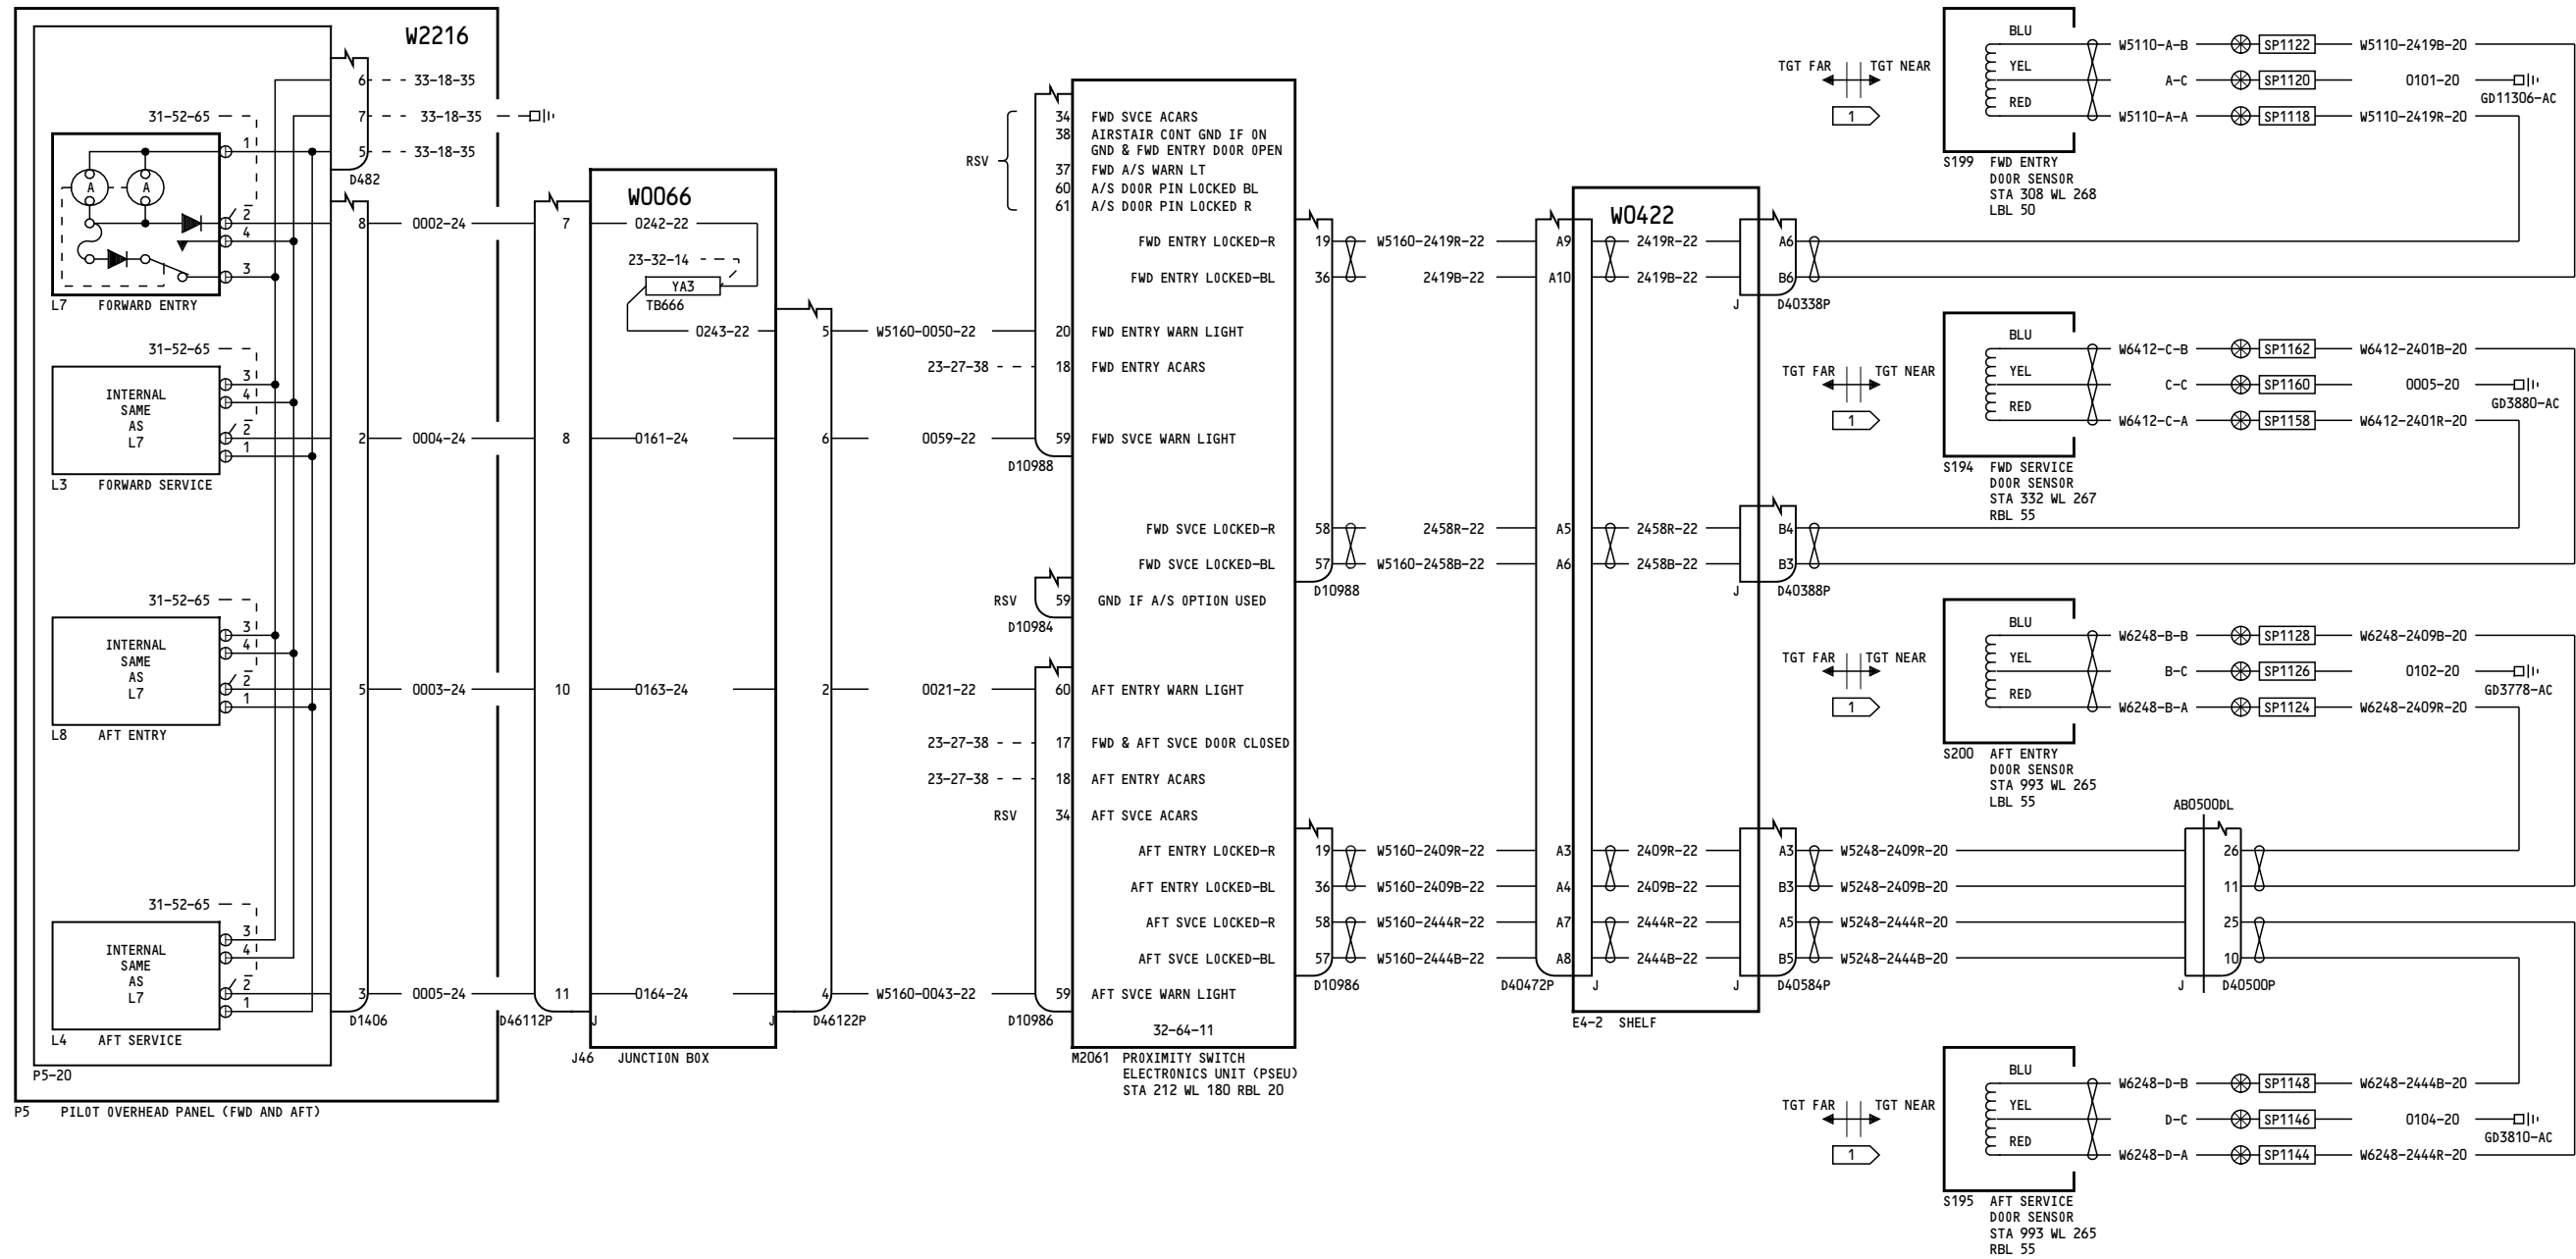 W2216
6 - - 33-18-35
7 - - 33-18-35
5 - - 33-18-35
D482
31-52-65
1
A A
2
4
3
L7 FORWARD ENTRY
8 0002-24 7
31-52-65
INTERNAL
SAME
AS
L7
3
4
2
1
L3 FORWARD SERVICE
2 0004-24 8
31-52-65
INTERNAL
SAME
AS
L7
3
4
2
1
L8 AFT ENTRY
5 0003-24 10
31-52-65
INTERNAL
SAME
AS
L7
3
4
2
1
L4 AFT SERVICE
3 0005-24 11
D1406
D46112P
J
P5-20
P5 PILOT OVERHEAD PANEL (FWD AND AFT)
W0066
0242-22
23-32-14
YA3
TB666
0243-22 5 W5160-0050-22
0161-24 6 0059-22
0163-24 2 0021-22
0164-24 4 W5160-0043-22
J
D46122P
J46 JUNCTION BOX
RSV
34 FWD SVCE ACARS
38 AIRSTAIR CONT GND IF ON
GND & FWD ENTRY DOOR OPEN
37 FWD A/S WARN LT
60 A/S DOOR PIN LOCKED BL
61 A/S DOOR PIN LOCKED R
FWD ENTRY LOCKED-R 19
FWD ENTRY LOCKED-BL 36
20 FWD ENTRY WARN LIGHT
23-27-38 - - 18 FWD ENTRY ACARS
59 FWD SVCE WARN LIGHT
D10988
FWD SVCE LOCKED-R 58
FWD SVCE LOCKED-BL 57
D10988
RSV 59 GND IF A/S OPTION USED
D10984
60 AFT ENTRY WARN LIGHT
23-27-38 - - 17 FWD & AFT SVCE DOOR CLOSED
23-27-38 - - 18 AFT ENTRY ACARS
RSV 34 AFT SVCE ACARS
AFT ENTRY LOCKED-R 19
AFT ENTRY LOCKED-BL 36
AFT SVCE LOCKED-R 58
AFT SVCE LOCKED-BL 57
D10986
59 AFT SVCE WARN LIGHT
D10986
32-64-11
M2061 PROXIMITY SWITCH
ELECTRONICS UNIT (PSEU)
STA 212 WL 180 RBL 20
W0422
W5160-2419R-22 A9 2419R-22 A6
2419B-22 A10 2419B-22 B6
J D40338P
2458R-22 A5 2458R-22 B4
W5160-2458B-22 A6 2458B-22 B3
J D40388P
W5160-2409R-22 A3 2409R-22 A3 W5248-2409R-20 26
W5160-2409B-22 A4 2409B-22 B3 W5248-2409B-20 11
W5160-2444R-22 A7 2444R-22 A5 W5248-2444R-20 25
W5160-2444B-22 A8 2444B-22 B5 W5248-2444B-20 10
D40472P J
J D40584P
AB0500DL
J D40500P
E4-2 SHELF
TGT FAR TGT NEAR
1
BLU W5110-A-B SP1122 W5110-2419B-20
YEL A-C SP1120 0101-20
GD11306-AC
RED W5110-A-A SP1118 W5110-2419R-20
S199 FWD ENTRY
DOOR SENSOR
STA 308 WL 268
LBL 50
TGT FAR TGT NEAR
1
BLU W6412-C-B SP1162 W6412-2401B-20
YEL C-C SP1160 0005-20
GD3880-AC
RED W6412-C-A SP1158 W6412-2401R-20
S194 FWD SERVICE
DOOR SENSOR
STA 332 WL 267
RBL 55
TGT FAR TGT NEAR
1
BLU W6248-B-B SP1128 W6248-2409B-20
YEL B-C SP1126 0102-20
GD3778-AC
RED W6248-B-A SP1124 W6248-2409R-20
S200 AFT ENTRY
DOOR SENSOR
STA 993 WL 265
LBL 55
TGT FAR TGT NEAR
1
BLU W6248-D-B SP1148 W6248-2444B-20
YEL D-C SP1146 0104-20
GD3810-AC
RED W6248-D-A SP1144 W6248-2444R-20
S195 AFT SERVICE
DOOR SENSOR
STA 993 WL 265
RBL 55